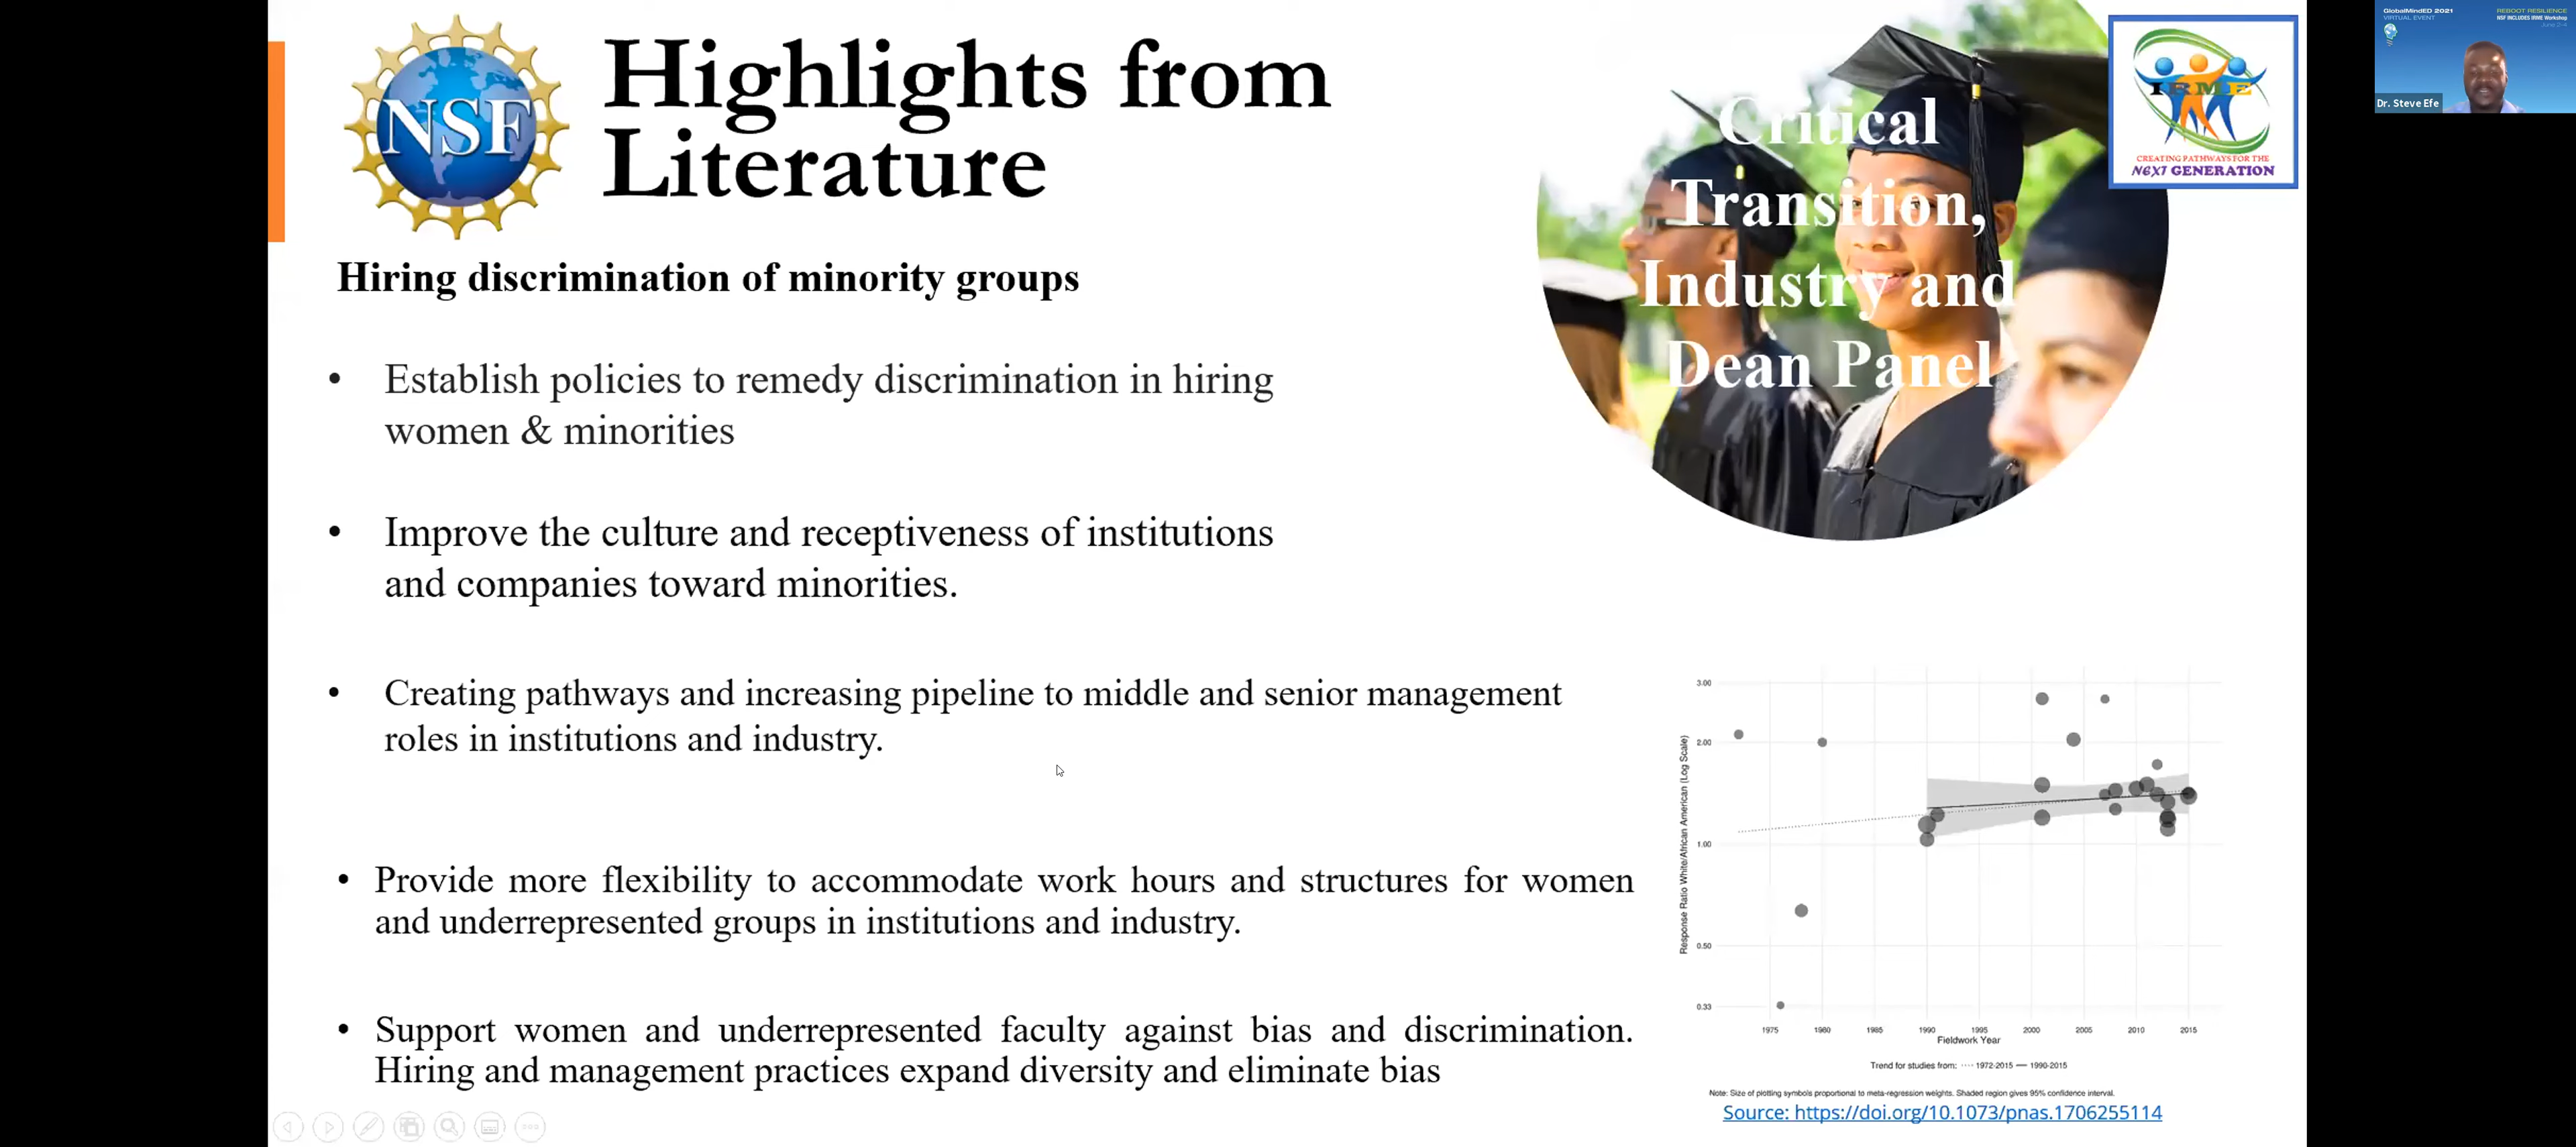 NSF
Highlights from
Literature
Hiring discrimination of minority groups
• Establish policies to remedy discrimination in hiring
women & minorities
• Improve the culture and receptiveness of institutions
and companies toward minorities.
• Creating pathways and increasing pipeline to middle and senior management
roles in institutions and industry.
• Provide more flexibility to accommodate work hours and structures for women
and underrepresented groups in institutions and industry.
• Support women and underrepresented faculty against bias and discrimination.
Hiring and management practices expand diversity and eliminate bias
Critical
Transition,
Industry and
Dean Panel
IRME
CREATING PATHWAYS FOR THE
NEXT GENERATION
GlobalMindED 2021
VIRTUAL EVENT
REBOOT RESILIENCE
NSF INCLUDES IRME Workshop
June 2-4
Dr. Steve Efe
Response Ratio White/African American (Log Scale)
3.00
2.00
1.00
0.50
0.33
1975 1980 1985 1990 1995 2000 2005 2010 2015
Fieldwork Year
Trend for studies from: ···· 1972-2015 — 1990-2015
Note: Size of plotting symbols proportional to meta-regression weights. Shaded region gives 95% confidence interval.
Source: https://doi.org/10.1073/pnas.1706255114